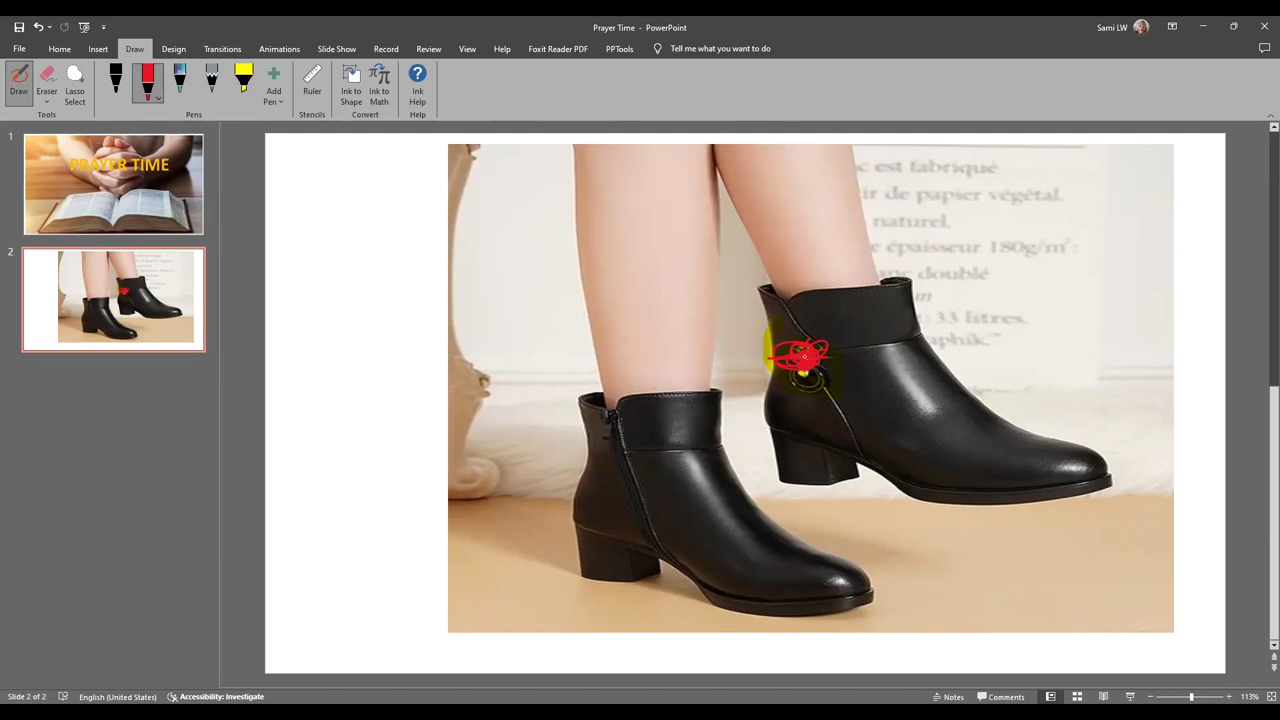 Prayer Time - PowerPoint
Sami LW
File
Home
Insert
Draw
Design
Transitions
Animations
Slide Show
Record
Review
View
Help
Foxit Reader PDF
PPTools
Tell me what you want to do
Draw
Eraser
Lasso
Select
Add
Pen
Ruler
Ink to
Shape
Ink to
Math
Ink
Help
Tools
Pens
Stencils
Convert
Help
1
PRAYER TIME
2
c est fabriqué
ir de papier végétal.
naturel.
e épaisseur 180g/m²:
nc doublé
m
: 33 litres.
aphik.™
Slide 2 of 2
English (United States)
Accessibility: Investigate
Notes
Comments
113%